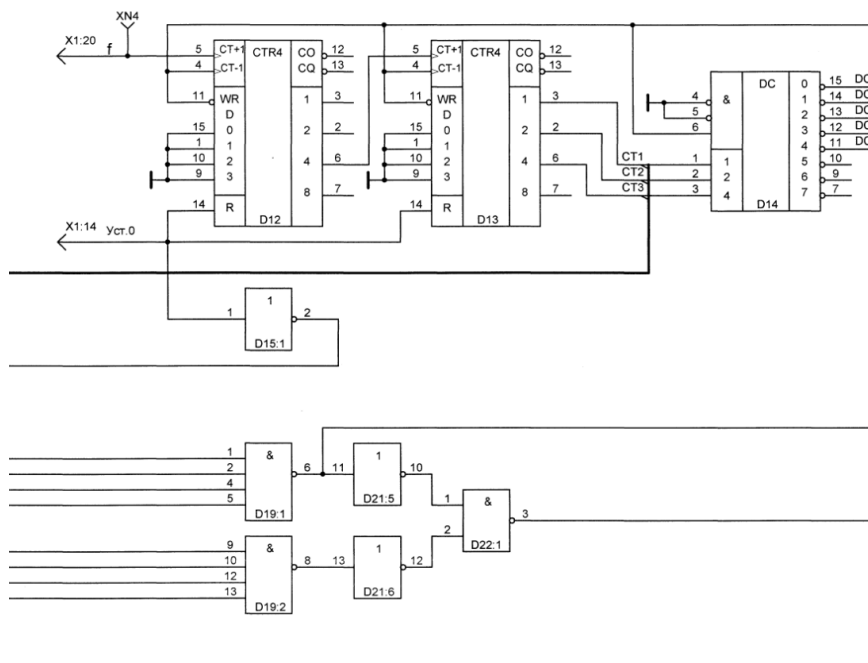 XN4
X1:20 f 5 CT+1 CTR4 CO 12 5 CT+1 CTR4 CO 12
4 CT-1 CQ 13 4 CT-1 CQ 13
DC 0 15 DC
11 WR 1 3 11 WR 1 3 4 & 1 14 DC
D D 5 2 13 DC
15 0 2 2 15 0 2 2 6 3 12 DC
1 1 1 1 4 11 DC
10 2 4 6 10 2 4 6 CT1 1 1 5 10
9 3 9 3 CT2 2 2 6 9
8 7 8 7 CT3 3 4 7 7
14 R D12 14 R D13 D14
X1:14 Уст.0
1 1 2
D15:1
1 &
2 6 11 1 10
4
5 D19:1 D21:5 1 &
3
9 & 2 D22:1
10 8 13 1 12
12
13 D19:2 D21:6